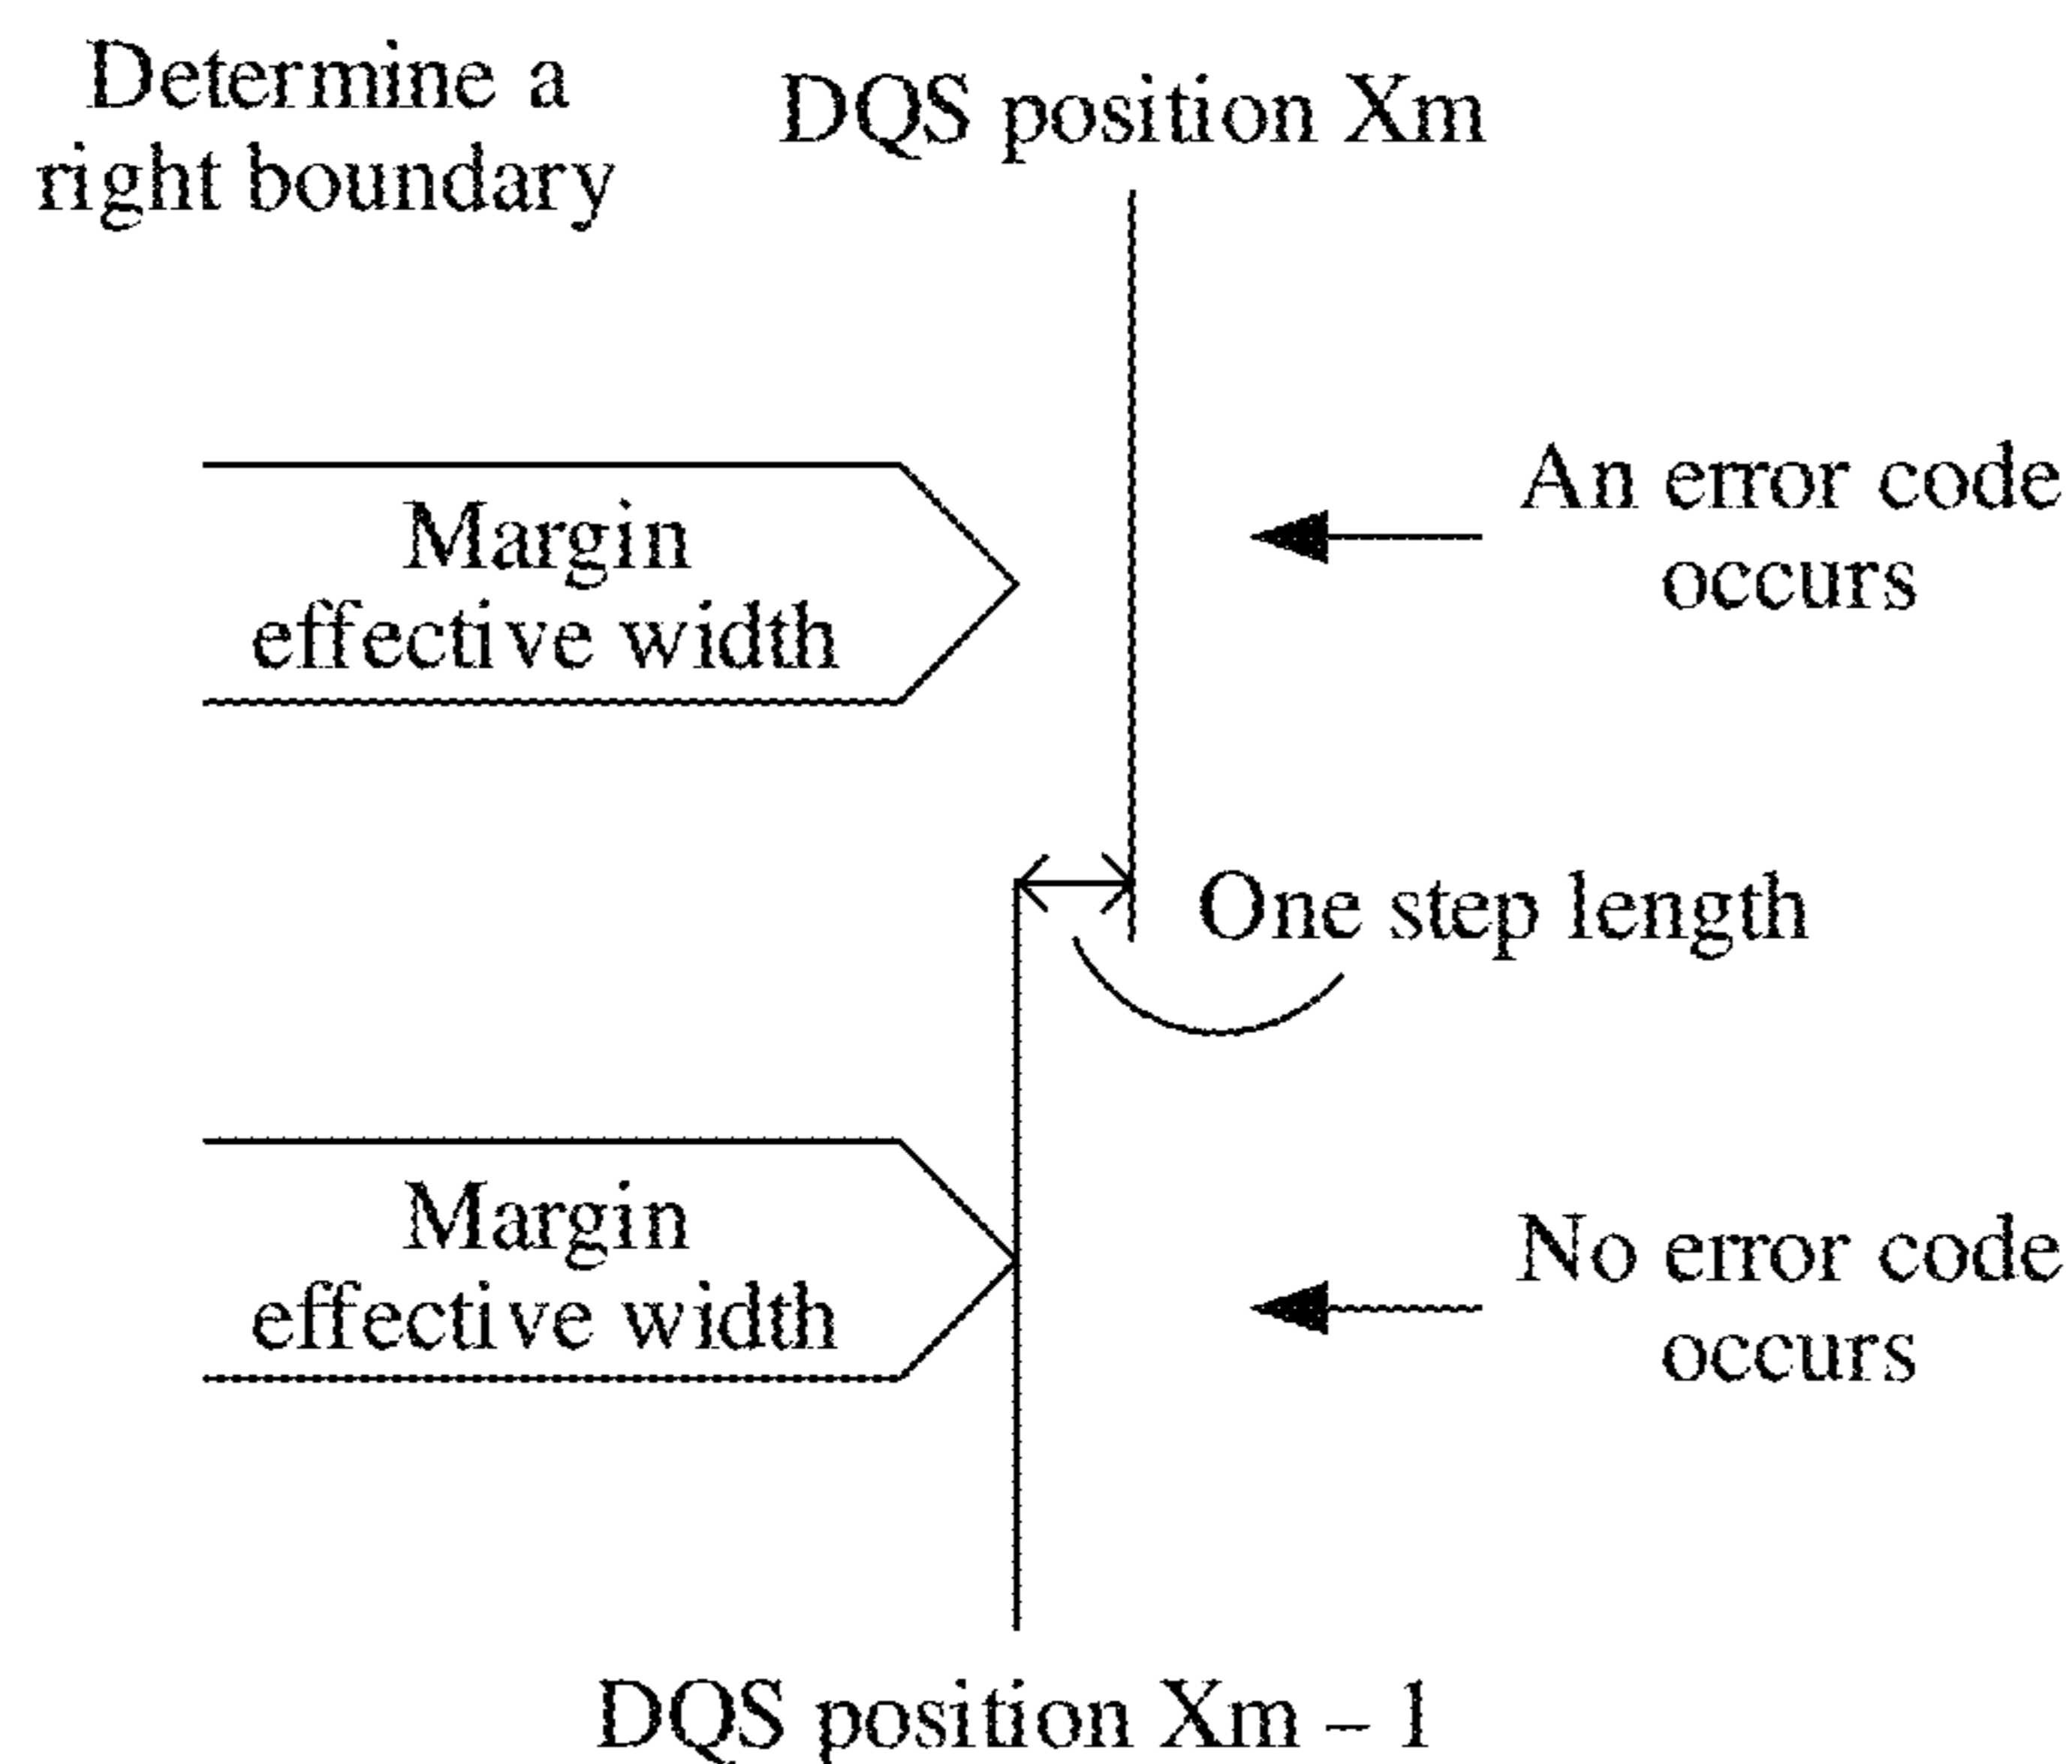 Determine a
right boundary
DQS position Xm
Margin
effective width
An error code
occurs
One step length
Margin
effective width
No error code
occurs
DQS position Xm – 1